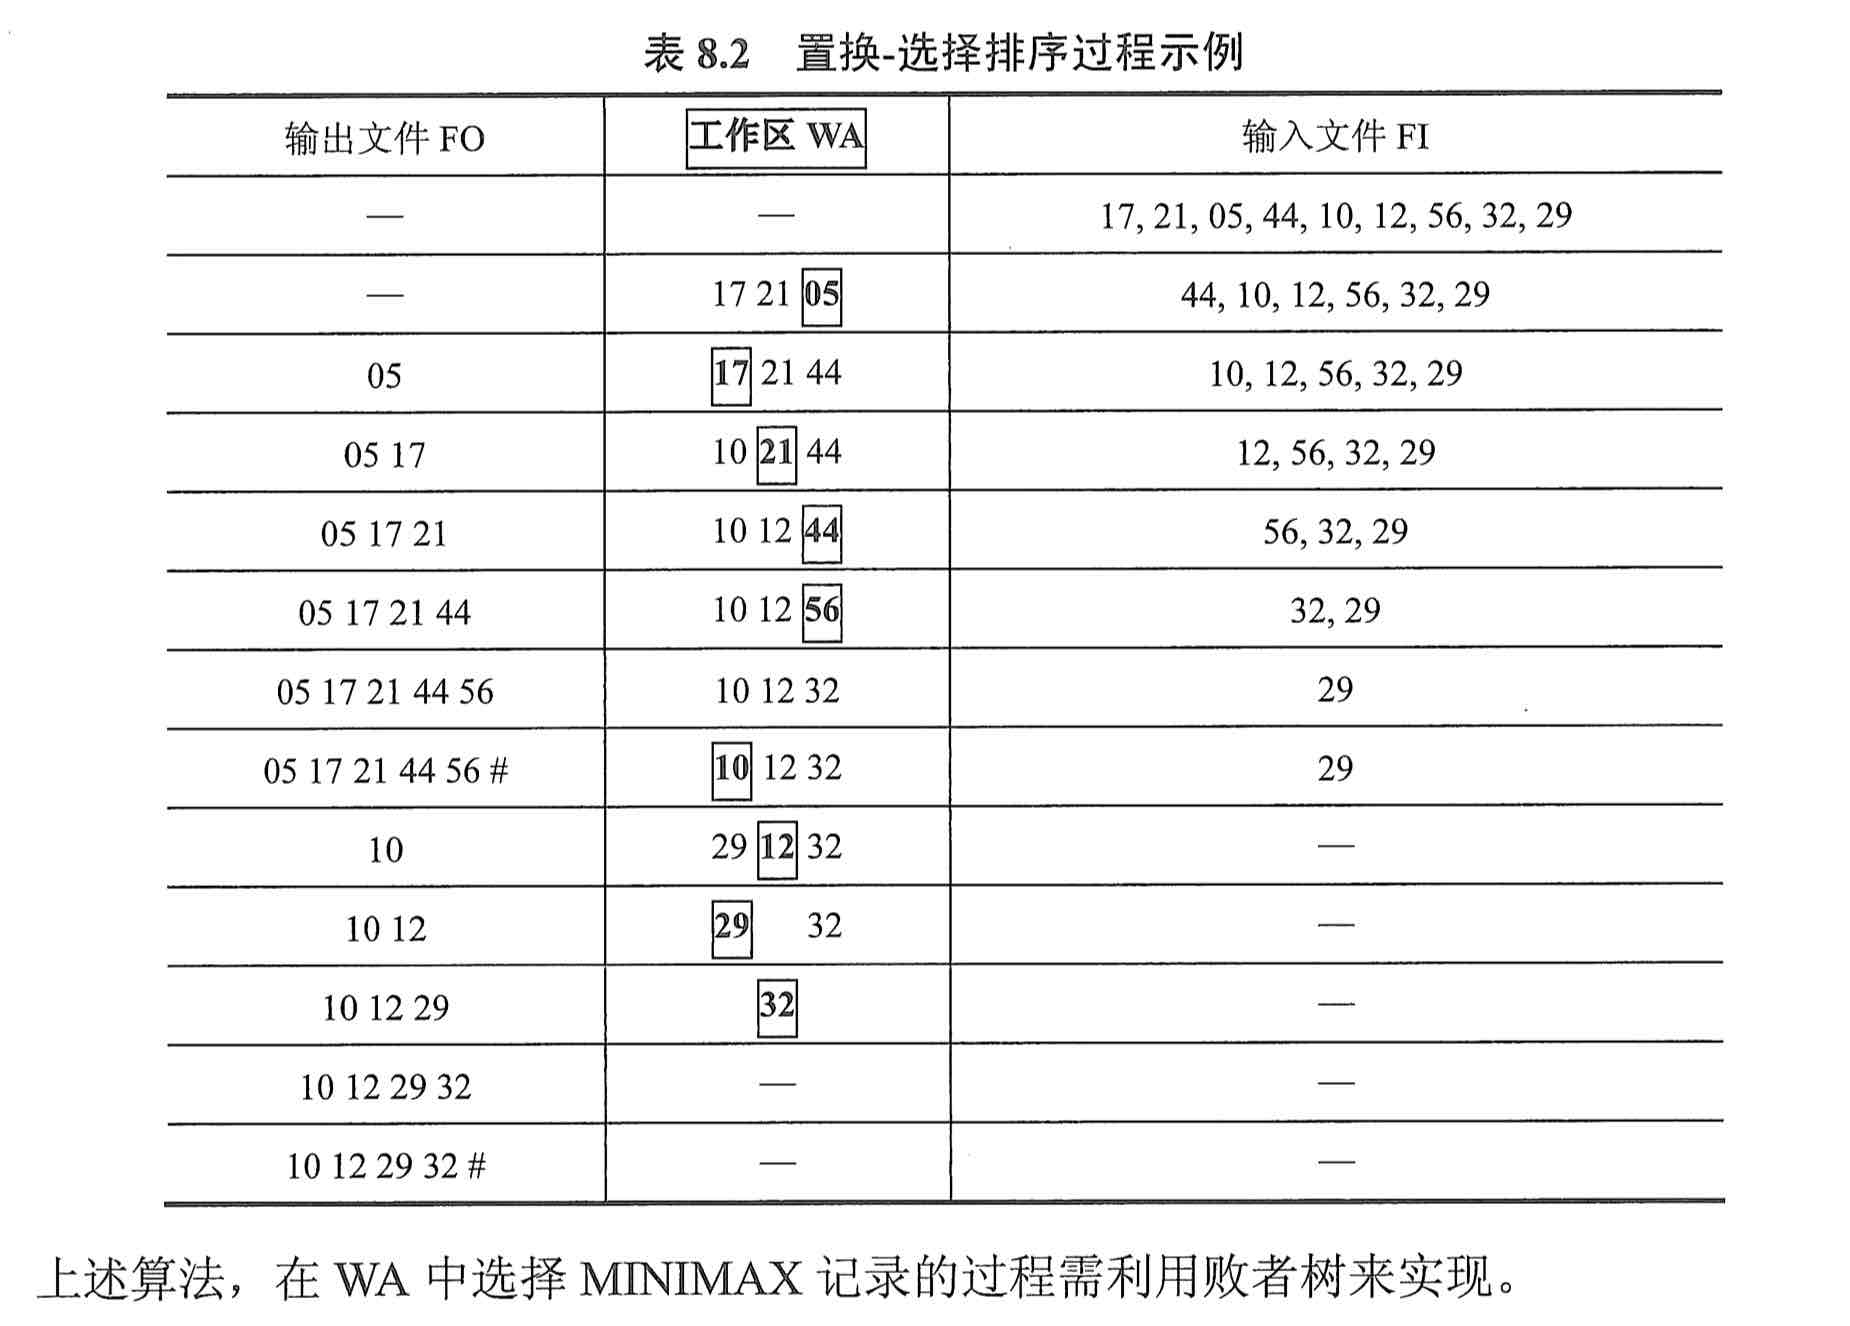 表 8.2 置换-选择排序过程示例
输出文件 FO 工作区 WA 输入文件 FI
— — 17, 21, 05, 44, 10, 12, 56, 32, 29
— 17 21 05 44, 10, 12, 56, 32, 29
05 17 21 44 10, 12, 56, 32, 29
05 17 10 21 44 12, 56, 32, 29
05 17 21 10 12 44 56, 32, 29
05 17 21 44 10 12 56 32, 29
05 17 21 44 56 10 12 32 29
05 17 21 44 56 # 10 12 32 29
10 29 12 32 —
10 12 29 32 —
10 12 29 32 —
10 12 29 32 — —
10 12 29 32 # — —
上述算法，在 WA 中选择 MINIMAX 记录的过程需利用败者树来实现。